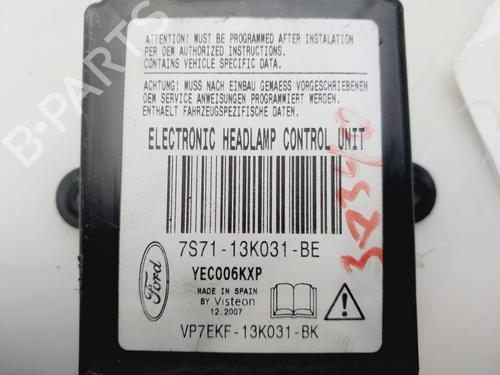 ATTENTION! MUST BE PROGRAMMED AFTER INSTALATION
PER OEM AUTHORIZED INSTRUCTIONS.
CONTAINS VEHICLE SPECIFIC DATA.
ACHTUNG! MUSS NACH EINBAU GEMAESS VORGESCHRIEBENEN
OEM SERVICE ANWEISUNGEN PROGRAMMIERT WERDEN.
ENTHAELT FAHRZEUGSPEZIFISCHE DATEN.
ELECTRONIC HEADLAMP CONTROL UNIT
7S71-13K031-BE
YEC006KXP
Ford
MADE IN SPAIN
BY Visteon
12.2007
VP7EKF-13K031-BK
B-PARTS